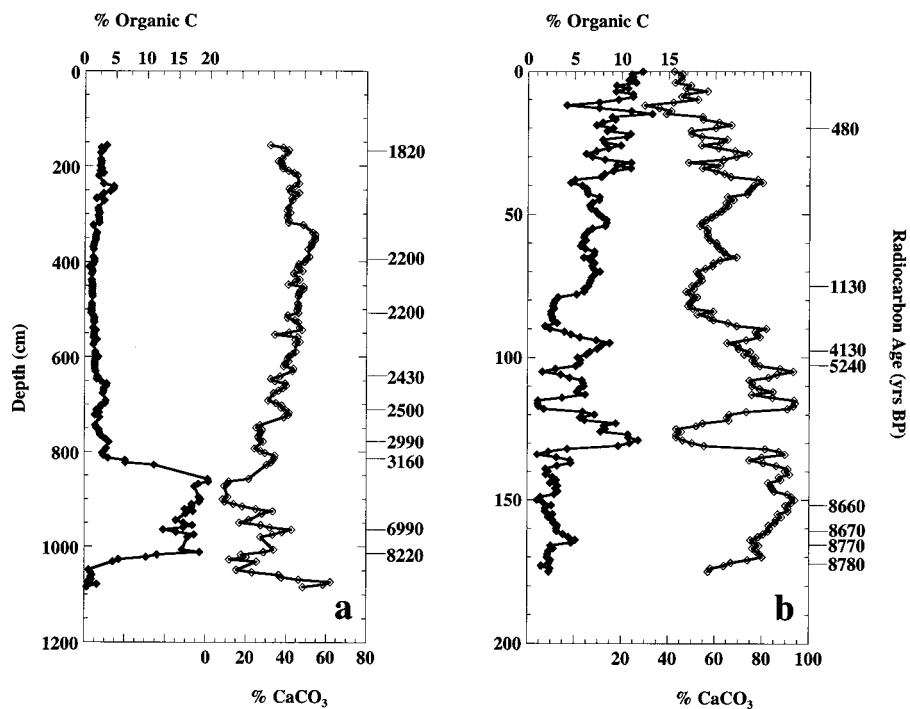 % Organic C
% Organic C
0 5 10 15 20
0 5 10 15
0
200
400
600
800
1000
1200
Depth (cm)
1820
2200
2200
2430
2500
2990
3160
6990
8220
a
0 20 40 60 80
% CaCO3
0
50
100
150
200
480
1130
4130
5240
8660
8670
8770
8780
Radiocarbon Age (yrs BP)
b
20 40 60 80 100
% CaCO3